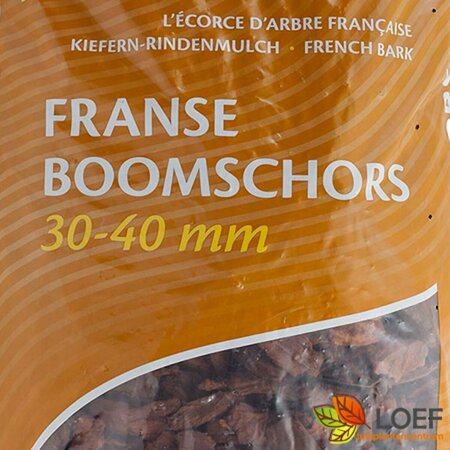 L'ÉCORCE D'ARBRE FRANÇAISE
KIEFERN-RINDENMULCH · FRENCH BARK
FRANSE
BOOMSCHORS
30-40 mm
LOEF